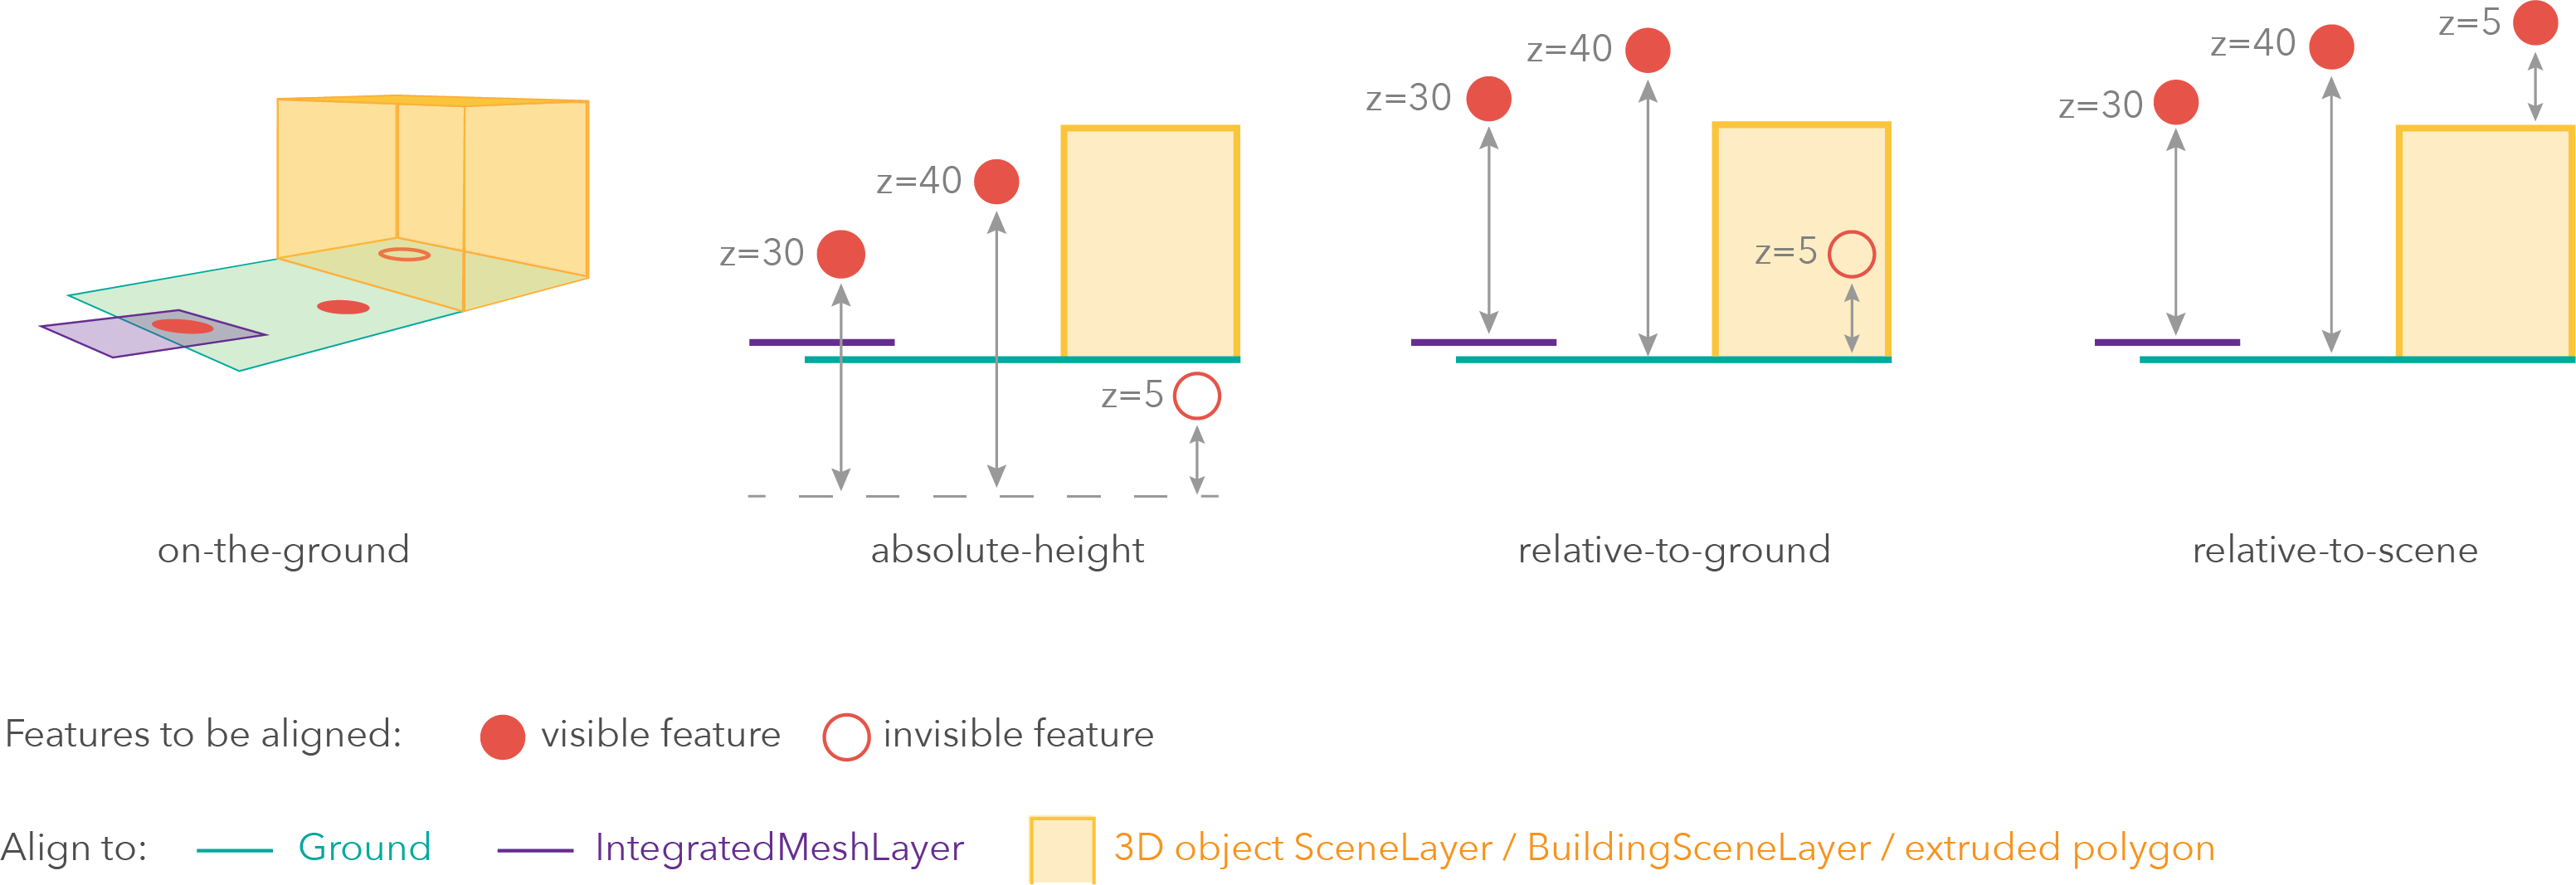 z=30
z=40
z=5
z=30
z=40
z=5
z=30
z=40
z=5
on-the-ground
absolute-height
relative-to-ground
relative-to-scene
Features to be aligned: visible feature invisible feature
Align to: Ground IntegratedMeshLayer 3D object SceneLayer / BuildingSceneLayer / extruded polygon